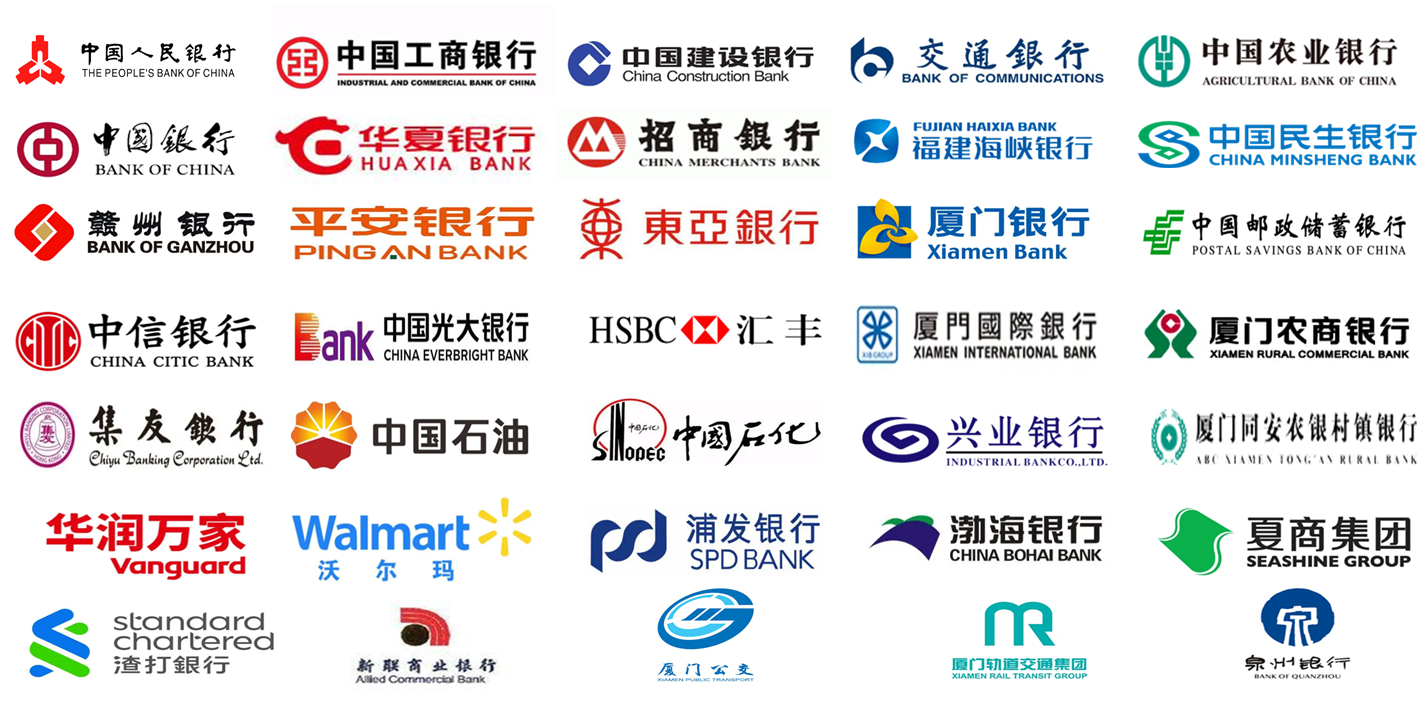 中国人民银行
THE PEOPLE'S BANK OF CHINA
中国工商银行
INDUSTRIAL AND COMMERCIAL BANK OF CHINA
中国建设银行
China Construction Bank
交通銀行
BANK OF COMMUNICATIONS
中国农业银行
AGRICULTURAL BANK OF CHINA
中國銀行
BANK OF CHINA
华夏银行
HUAXIA BANK
招商銀行
CHINA MERCHANTS BANK
FUJIAN HAIXIA BANK
福建海峡银行
中国民生银行
CHINA MINSHENG BANK
赣州银行
BANK OF GANZHOU
平安银行
PING AN BANK
東亞銀行
厦门银行
Xiamen Bank
中国邮政储蓄银行
POSTAL SAVINGS BANK OF CHINA
中信银行
CHINA CITIC BANK
Bank
中国光大银行
CHINA EVERBRIGHT BANK
HSBC 汇丰
XIB GROUP
厦門國際銀行
XIAMEN INTERNATIONAL BANK
厦门农商银行
XIAMEN RURAL COMMERCIAL BANK
集友銀行
Chiyu Banking Corporation Ltd.
中国石油
中国石化
SINOPEC
中國石化
兴业银行
INDUSTRIAL BANK CO.,LTD.
厦门同安农银村镇银行
ABC XIAMEN TONG'AN RURAL BANK
华润万家
Vanguard
Walmart
沃尔玛
浦发银行
SPD BANK
渤海银行
CHINA BOHAI BANK
夏商集团
SEASHINE GROUP
standard
chartered
渣打銀行
新联商业银行
Allied Commercial Bank
厦门公交
XIAMEN PUBLIC TRANSPORT
厦门轨道交通集团
XIAMEN RAIL TRANSIT GROUP
泉州银行
BANK OF QUANZHOU